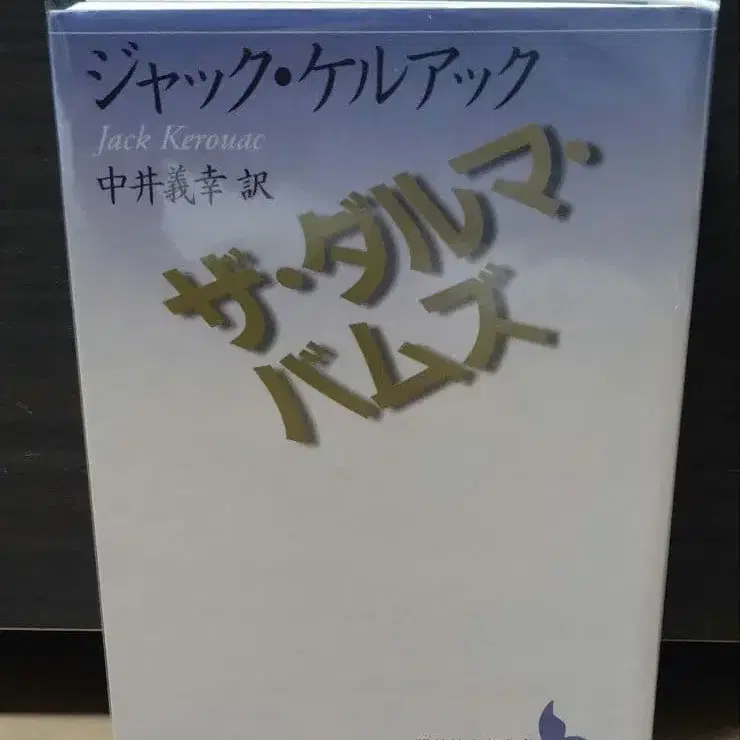 ジャック・ケルアック
Jack Kerouac
中井義幸 訳
ザ・ダルマ・
バムズ